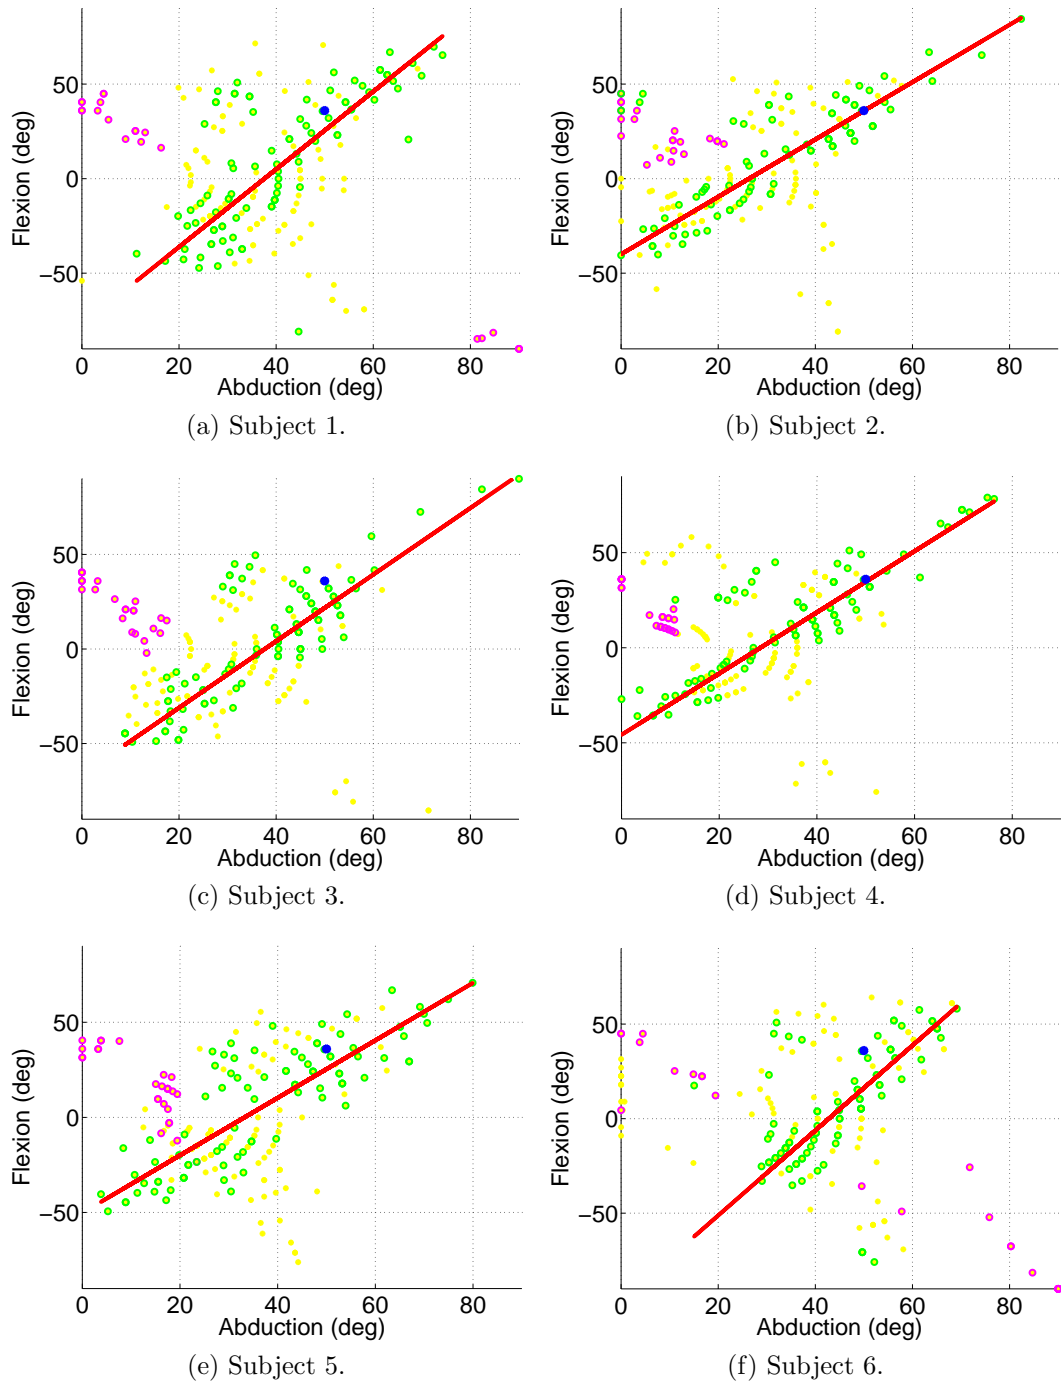 50
0
−50
Flexion (deg)
0 20 40 60 80
Abduction (deg)
(a) Subject 1.
50
0
−50
Flexion (deg)
0 20 40 60 80
Abduction (deg)
(b) Subject 2.
50
0
−50
Flexion (deg)
0 20 40 60 80
Abduction (deg)
(c) Subject 3.
50
0
−50
Flexion (deg)
0 20 40 60 80
Abduction (deg)
(d) Subject 4.
50
0
−50
Flexion (deg)
0 20 40 60 80
Abduction (deg)
(e) Subject 5.
50
0
−50
Flexion (deg)
0 20 40 60 80
Abduction (deg)
(f) Subject 6.